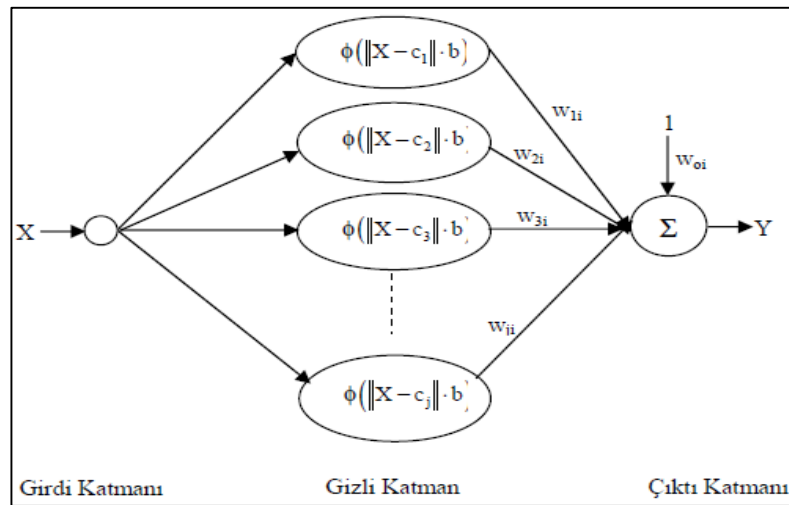 ϕ(‖X − c₁‖ · b)
w₁ᵢ
ϕ(‖X − c₂‖ · b)
w₂ᵢ
1
wₒᵢ
X
ϕ(‖X − c₃‖ · b)
w₃ᵢ
Σ
Y
wⱼᵢ
ϕ(‖X − cⱼ‖ · b)
Girdi Katmanı Gizli Katman Çıktı Katmanı